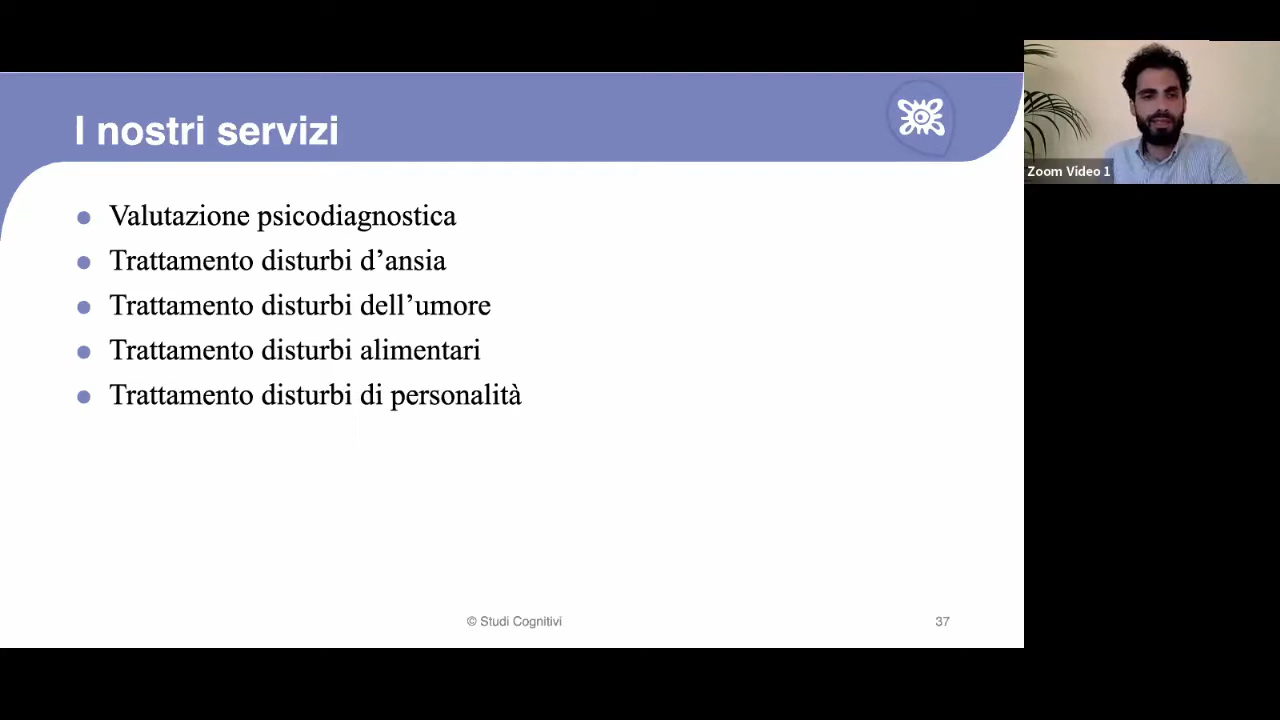 I nostri servizi
Zoom Video 1
Valutazione psicodiagnostica
Trattamento disturbi d’ansia
Trattamento disturbi dell’umore
Trattamento disturbi alimentari
Trattamento disturbi di personalità
© Studi Cognitivi
37